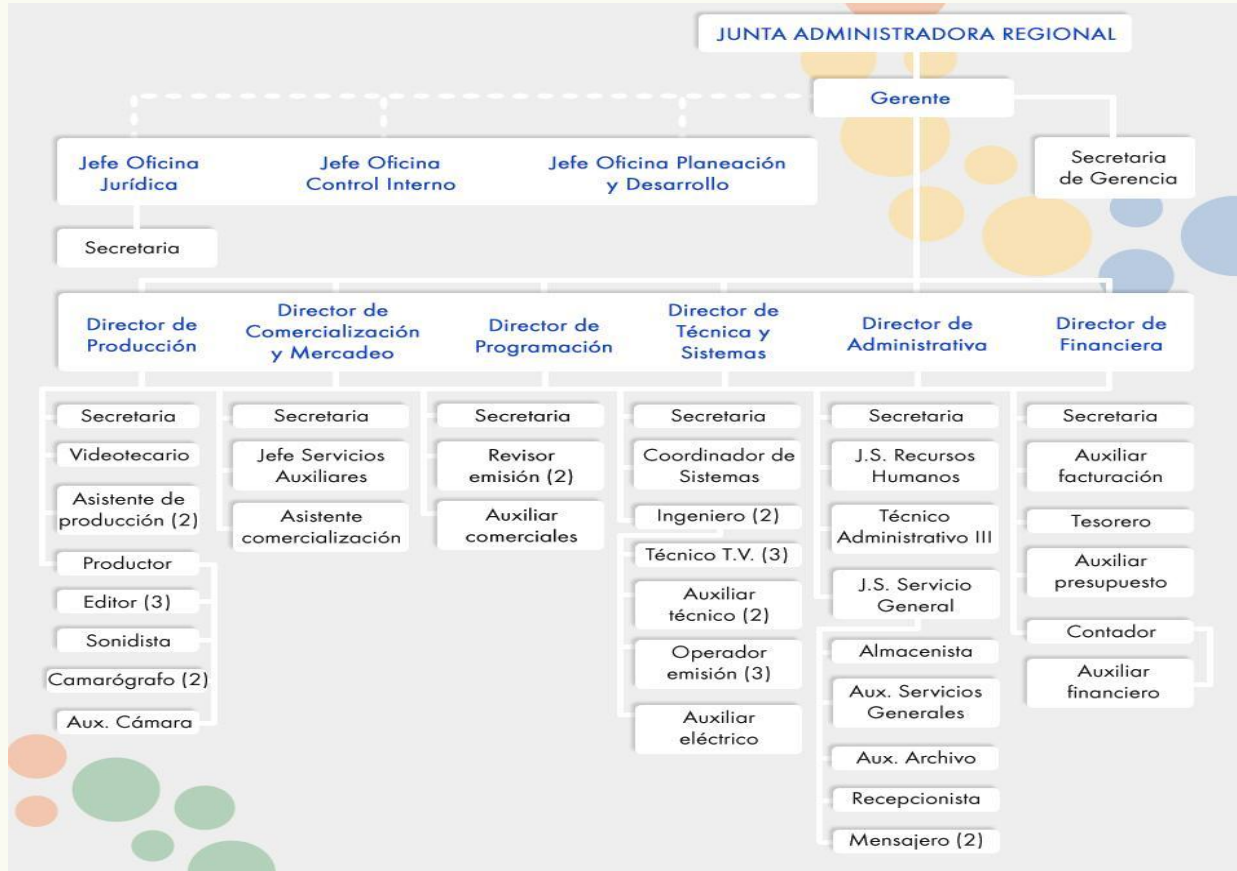 JUNTA ADMINISTRADORA REGIONAL
Gerente
Jefe Oficina
Jurídica
Jefe Oficina
Control Interno
Jefe Oficina Planeación
y Desarrollo
Secretaria
de Gerencia
Secretaria
Director de
Producción
Director de
Comercialización
y Mercadeo
Director de
Programación
Director de
Técnica y
Sistemas
Director de
Administrativa
Director de
Financiera
Secretaria
Videotecario
Asistente de
producción (2)
Productor
Editor (3)
Sonidista
Camarógrafo (2)
Aux. Cámara
Secretaria
Jefe Servicios
Auxiliares
Asistente
comercialización
Secretaria
Revisor
emisión (2)
Auxiliar
comerciales
Secretaria
Coordinador de
Sistemas
Ingeniero (2)
Técnico T.V. (3)
Auxiliar
técnico (2)
Operador
emisión (3)
Auxiliar
eléctrico
Secretaria
J.S. Recursos
Humanos
Técnico
Administrativo III
J.S. Servicio
General
Almacenista
Aux. Servicios
Generales
Aux. Archivo
Recepcionista
Mensajero (2)
Secretaria
Auxiliar
facturación
Tesorero
Auxiliar
presupuesto
Contador
Auxiliar
financiero